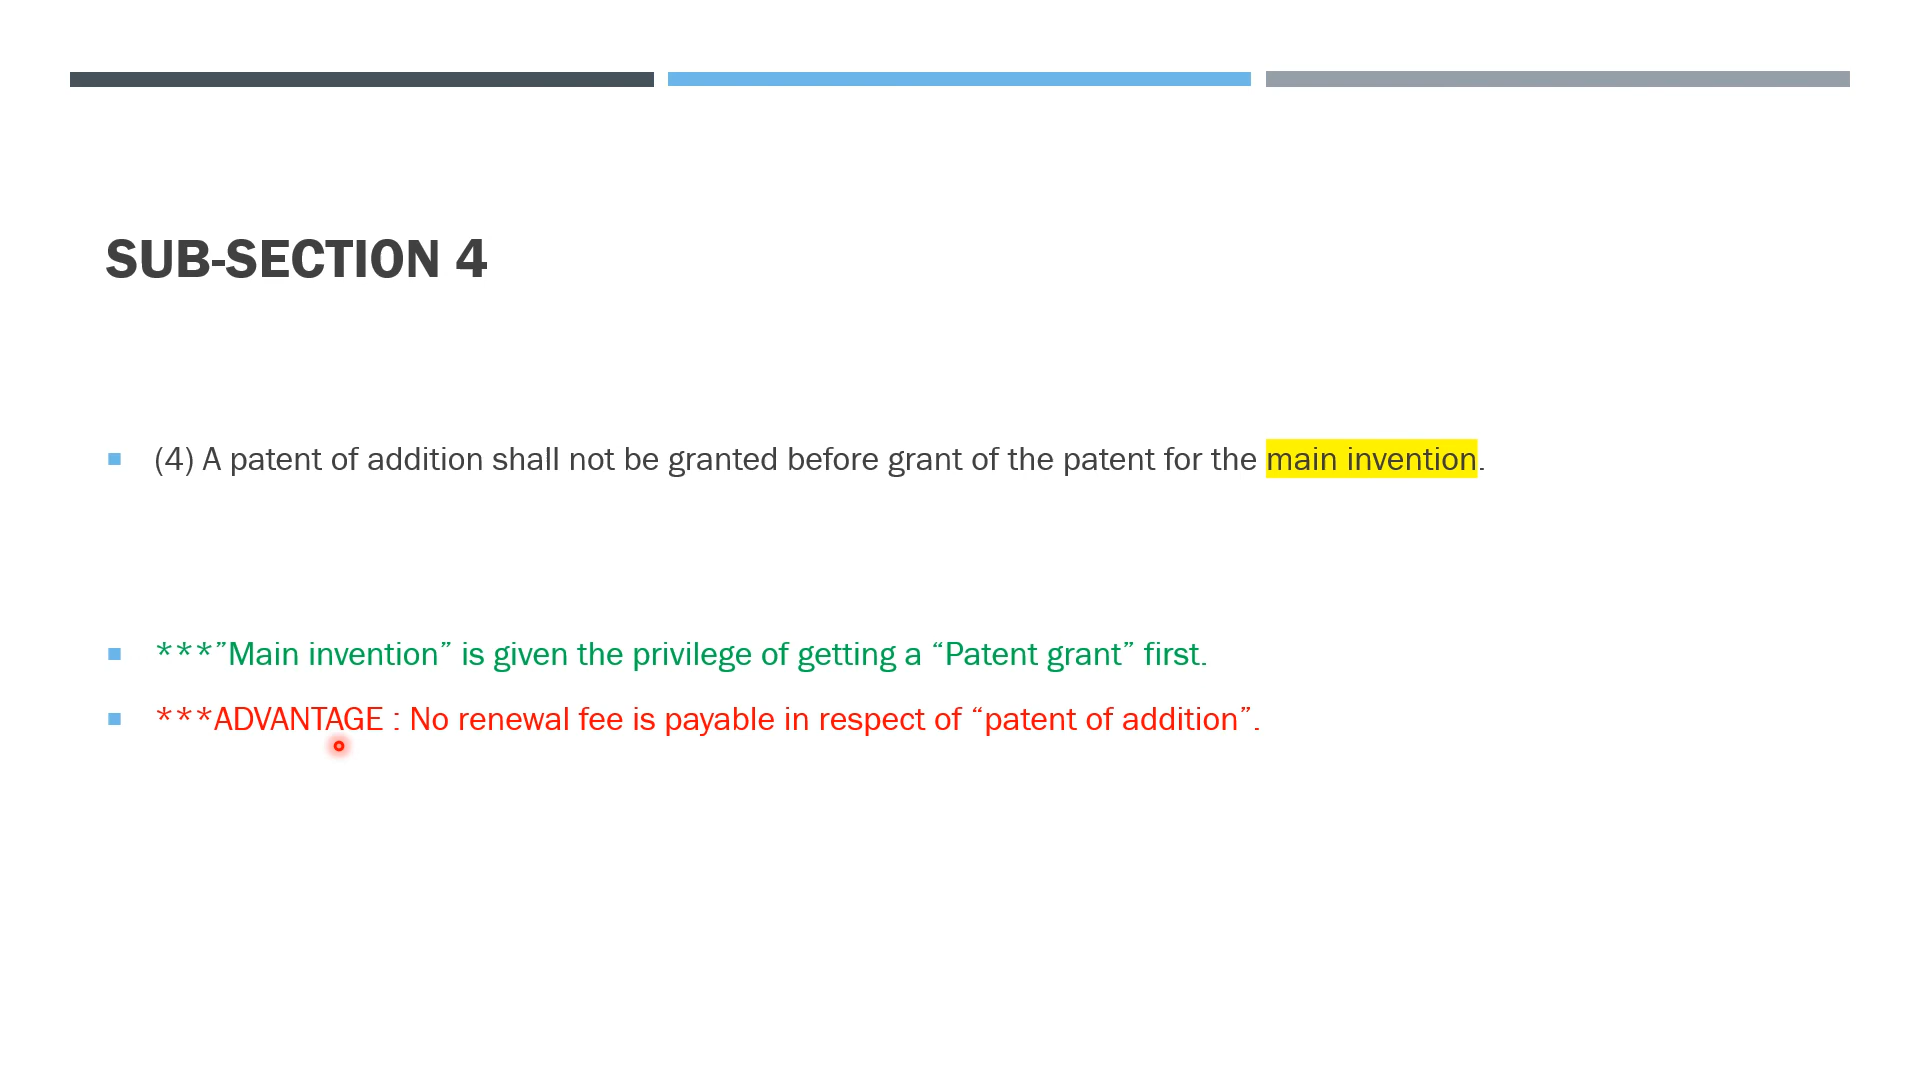 SUB-SECTION 4
(4) A patent of addition shall not be granted before grant of the patent for the main invention.
***”Main invention” is given the privilege of getting a “Patent grant” first.
***ADVANTAGE : No renewal fee is payable in respect of “patent of addition”.